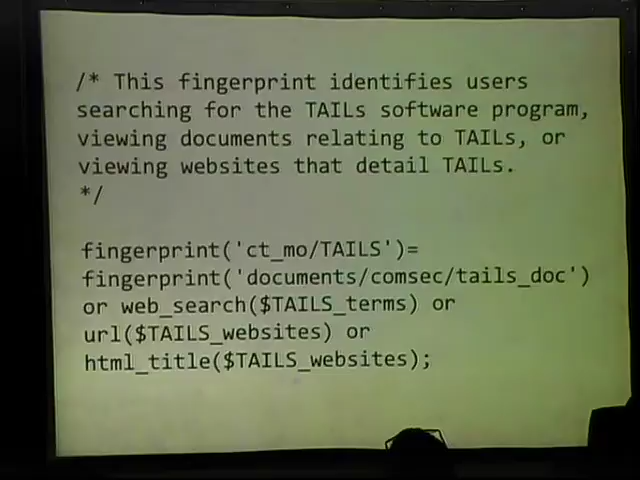 /* This fingerprint identifies users
searching for the TAILs software program,
viewing documents relating to TAILs, or
viewing websites that detail TAILs.
*/
fingerprint('ct_mo/TAILS')=
fingerprint('documents/comsec/tails_doc')
or web_search($TAILS_terms) or
url($TAILS_websites) or
html_title($TAILS_websites);